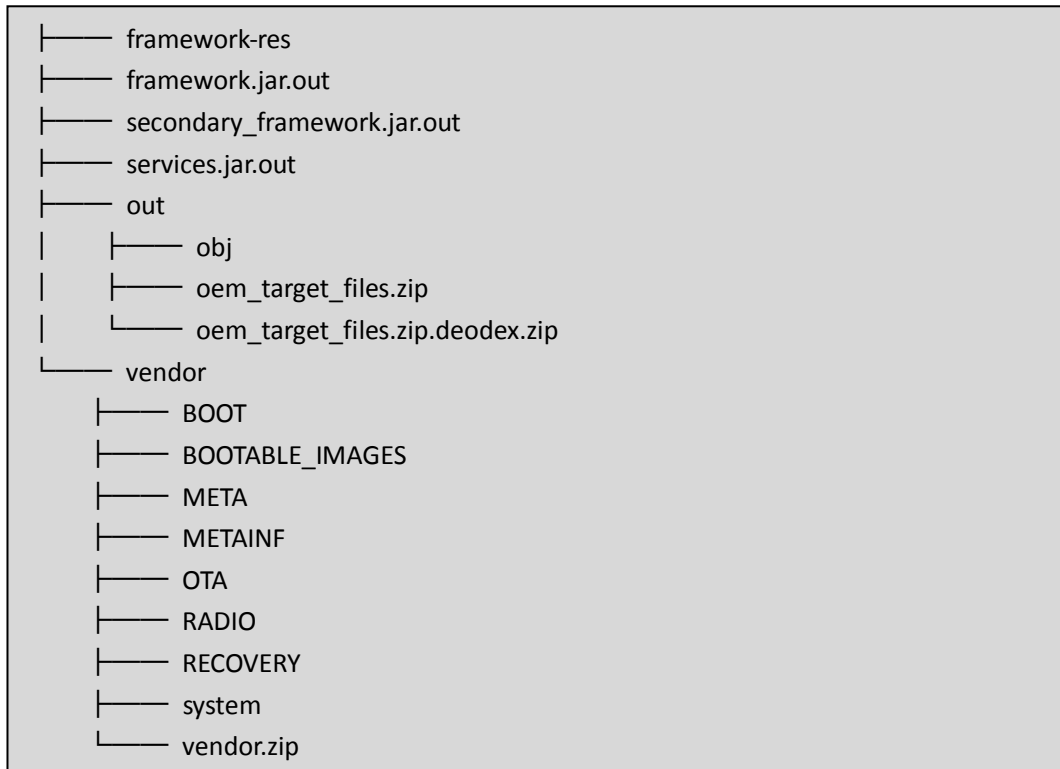 ├── framework-res
├── framework.jar.out
├── secondary_framework.jar.out
├── services.jar.out
├── out
│   ├── obj
│   ├── oem_target_files.zip
│   └── oem_target_files.zip.deodex.zip
└── vendor
    ├── BOOT
    ├── BOOTABLE_IMAGES
    ├── META
    ├── METAINF
    ├── OTA
    ├── RADIO
    ├── RECOVERY
    ├── system
    └── vendor.zip